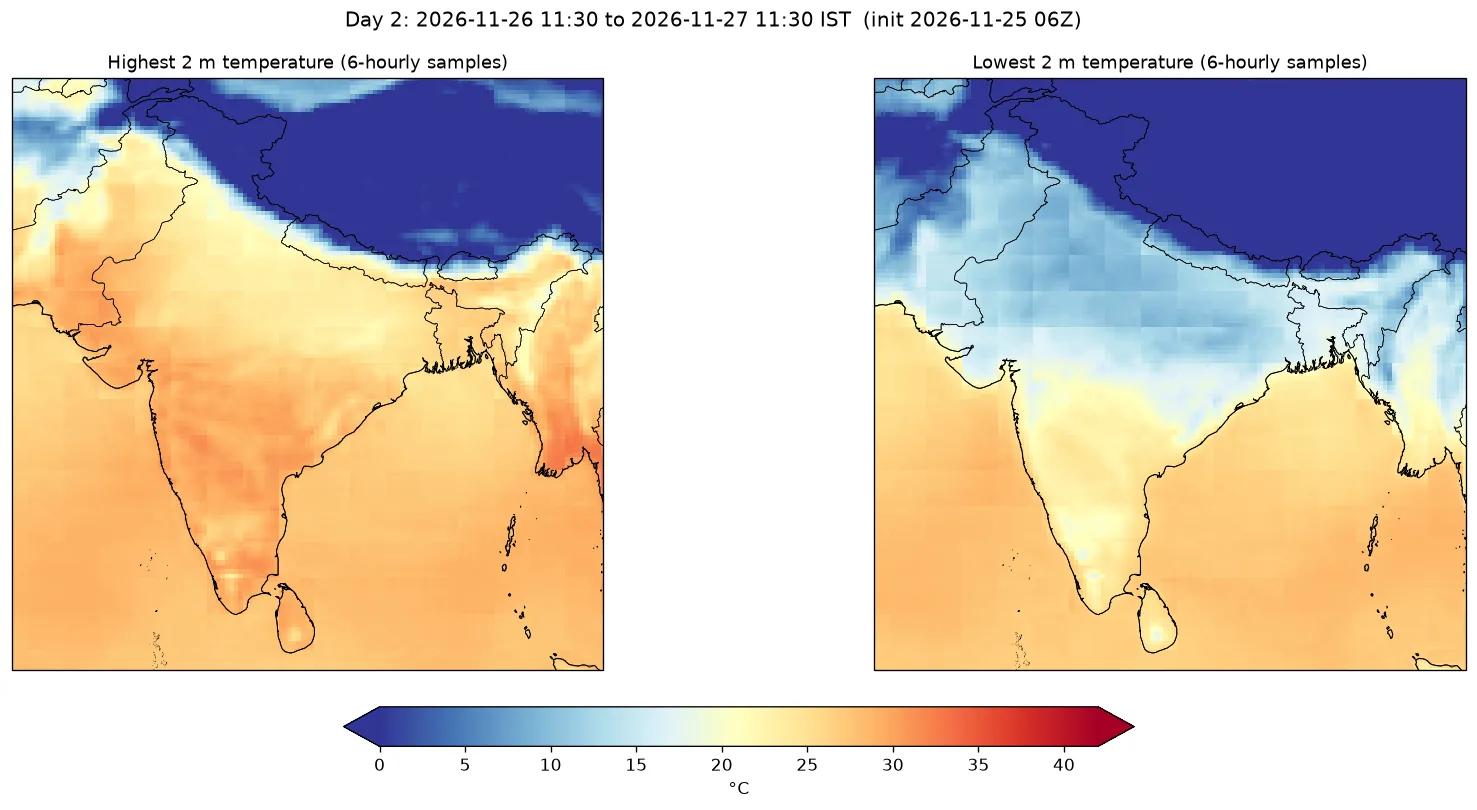 Day 2: 2026-11-26 11:30 to 2026-11-27 11:30 IST (init 2026-11-25 06Z)
Highest 2 m temperature (6-hourly samples)
Lowest 2 m temperature (6-hourly samples)
0 5 10 15 20 25 30 35 40
°C